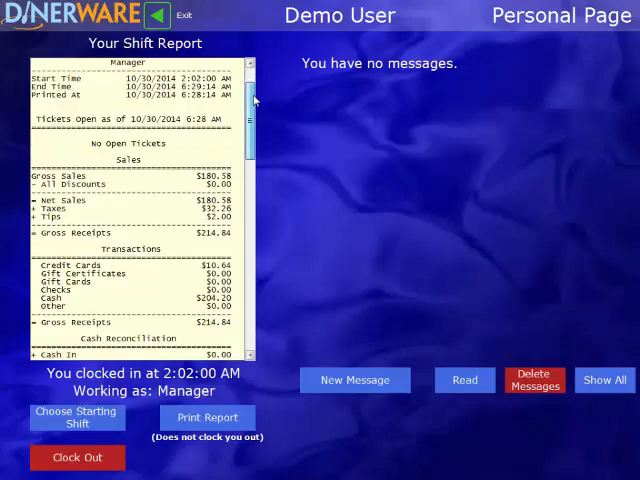 DINERWARE Exit Demo User Personal Page
Your Shift Report
Manager
Start Time 10/30/2014 2:02:00 AM
End Time 10/30/2014 6:29:14 AM
Printed At 10/30/2014 6:28:14 AM
Tickets Open as of 10/30/2014 6:28 AM
No Open Tickets
Sales
Gross Sales $180.58
- All Discounts $0.00
= Net Sales $180.58
+ Taxes $32.26
+ Tips $2.00
= Gross Receipts $214.84
Transactions
Credit Cards $10.64
Gift Certificates $0.00
Gift Cards $0.00
Checks $0.00
Cash $204.20
Other $0.00
= Gross Receipts $214.84
Cash Reconciliation
+ Cash In $0.00
You clocked in at 2:02:00 AM
Working as: Manager
Choose Starting
Shift
Print Report
(Does not clock you out)
Clock Out
You have no messages.
New Message
Read
Delete
Messages
Show All